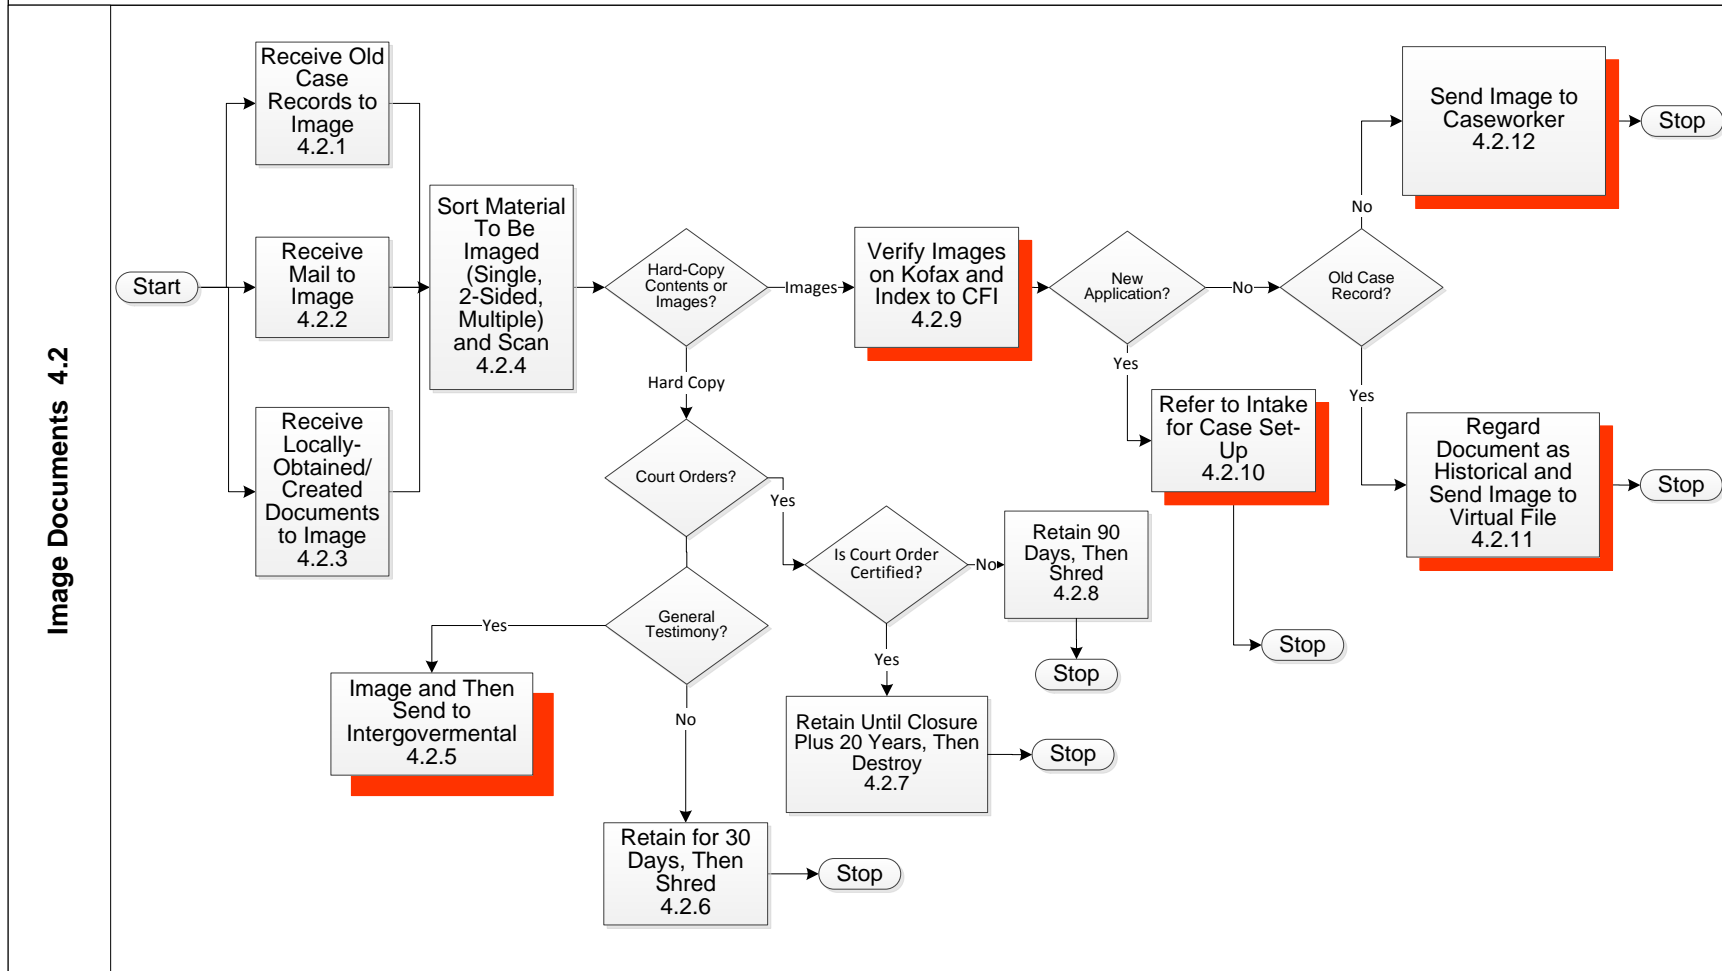 Image Documents  4.2
Start
Receive Old
Case
Records to
Image
4.2.1
Receive
Mail to
Image
4.2.2
Receive
Locally-
Obtained/
Created
Documents
to Image
4.2.3
Sort Material
To Be
Imaged
(Single,
2-Sided,
Multiple)
and Scan
4.2.4
Hard-Copy
Contents or
Images?
Images
Hard Copy
Court Orders?
Yes
General
Testimony?
Yes
Image and Then
Send to
Intergovermental
4.2.5
No
Retain for 30
Days, Then
Shred
4.2.6
Stop
Is Court Order
Certified?
Yes
Retain Until Closure
Plus 20 Years, Then
Destroy
4.2.7
Stop
No
Retain 90
Days, Then
Shred
4.2.8
Stop
Verify Images
on Kofax and
Index to CFI
4.2.9
New
Application?
Yes
Refer to Intake
for Case Set-
Up
4.2.10
Stop
No
Old Case
Record?
Yes
Regard
Document as
Historical and
Send Image to
Virtual File
4.2.11
Stop
No
Send Image to
Caseworker
4.2.12
Stop